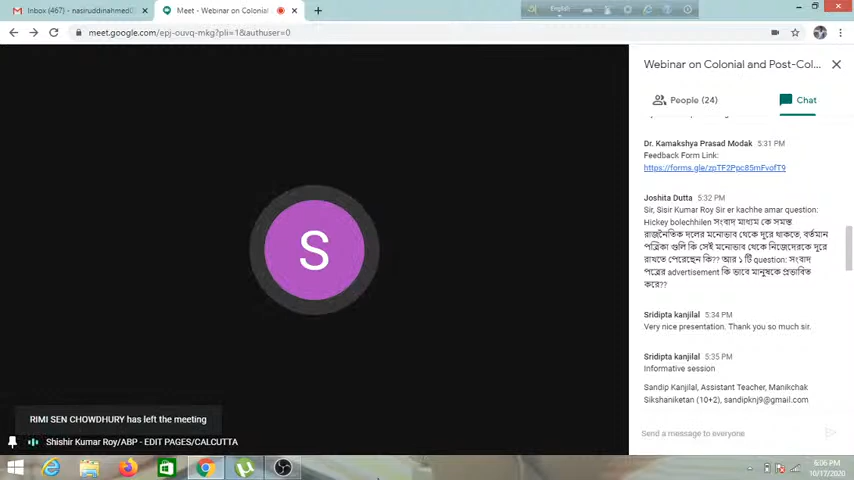 Inbox (467) - nasiruddinahmed0
Meet - Webinar on Colonial
English
meet.google.com/epj-ouvq-mkg?pli=1&authuser=0
Webinar on Colonial and Post-Col...
People (24)
Chat
Dr. Kamakshya Prasad Modak 5:31 PM
Feedback Form Link:
https://forms.gle/zpTF2Ppc85mFvofT9
Joshita Dutta 5:32 PM
Sir, Sisir Kumar Roy Sir er kachhe amar question:
Hickey bolechhilen সংবাদ মাধ্যম কে সমস্ত
রাজনৈতিক দলের মনোভাব থেকে দূরে থাকতে, বর্তমান
পত্রিকা গুলি কি সেই মনোভাব থেকে নিজেদেরকে দূরে
রাখতে পেরেছেন কি?? আর ১ টি question: সংবাদ
পত্রের advertisement কি ভাবে মানুষকে প্রভাবিত
করে??
Sridipta kanjilal 5:34 PM
Very nice presentation. Thank you so much sir.
Sridipta kanjilal 5:35 PM
Informative session
Sandip Kanjilal, Assistant Teacher, Manikchak
Sikshaniketan (10+2), sandipknj9@gmail.com
Send a message to everyone
S
RIMI SEN CHOWDHURY has left the meeting
Shishir Kumar Roy/ABP - EDIT PAGES/CALCUTTA
6:06 PM
10/17/2020